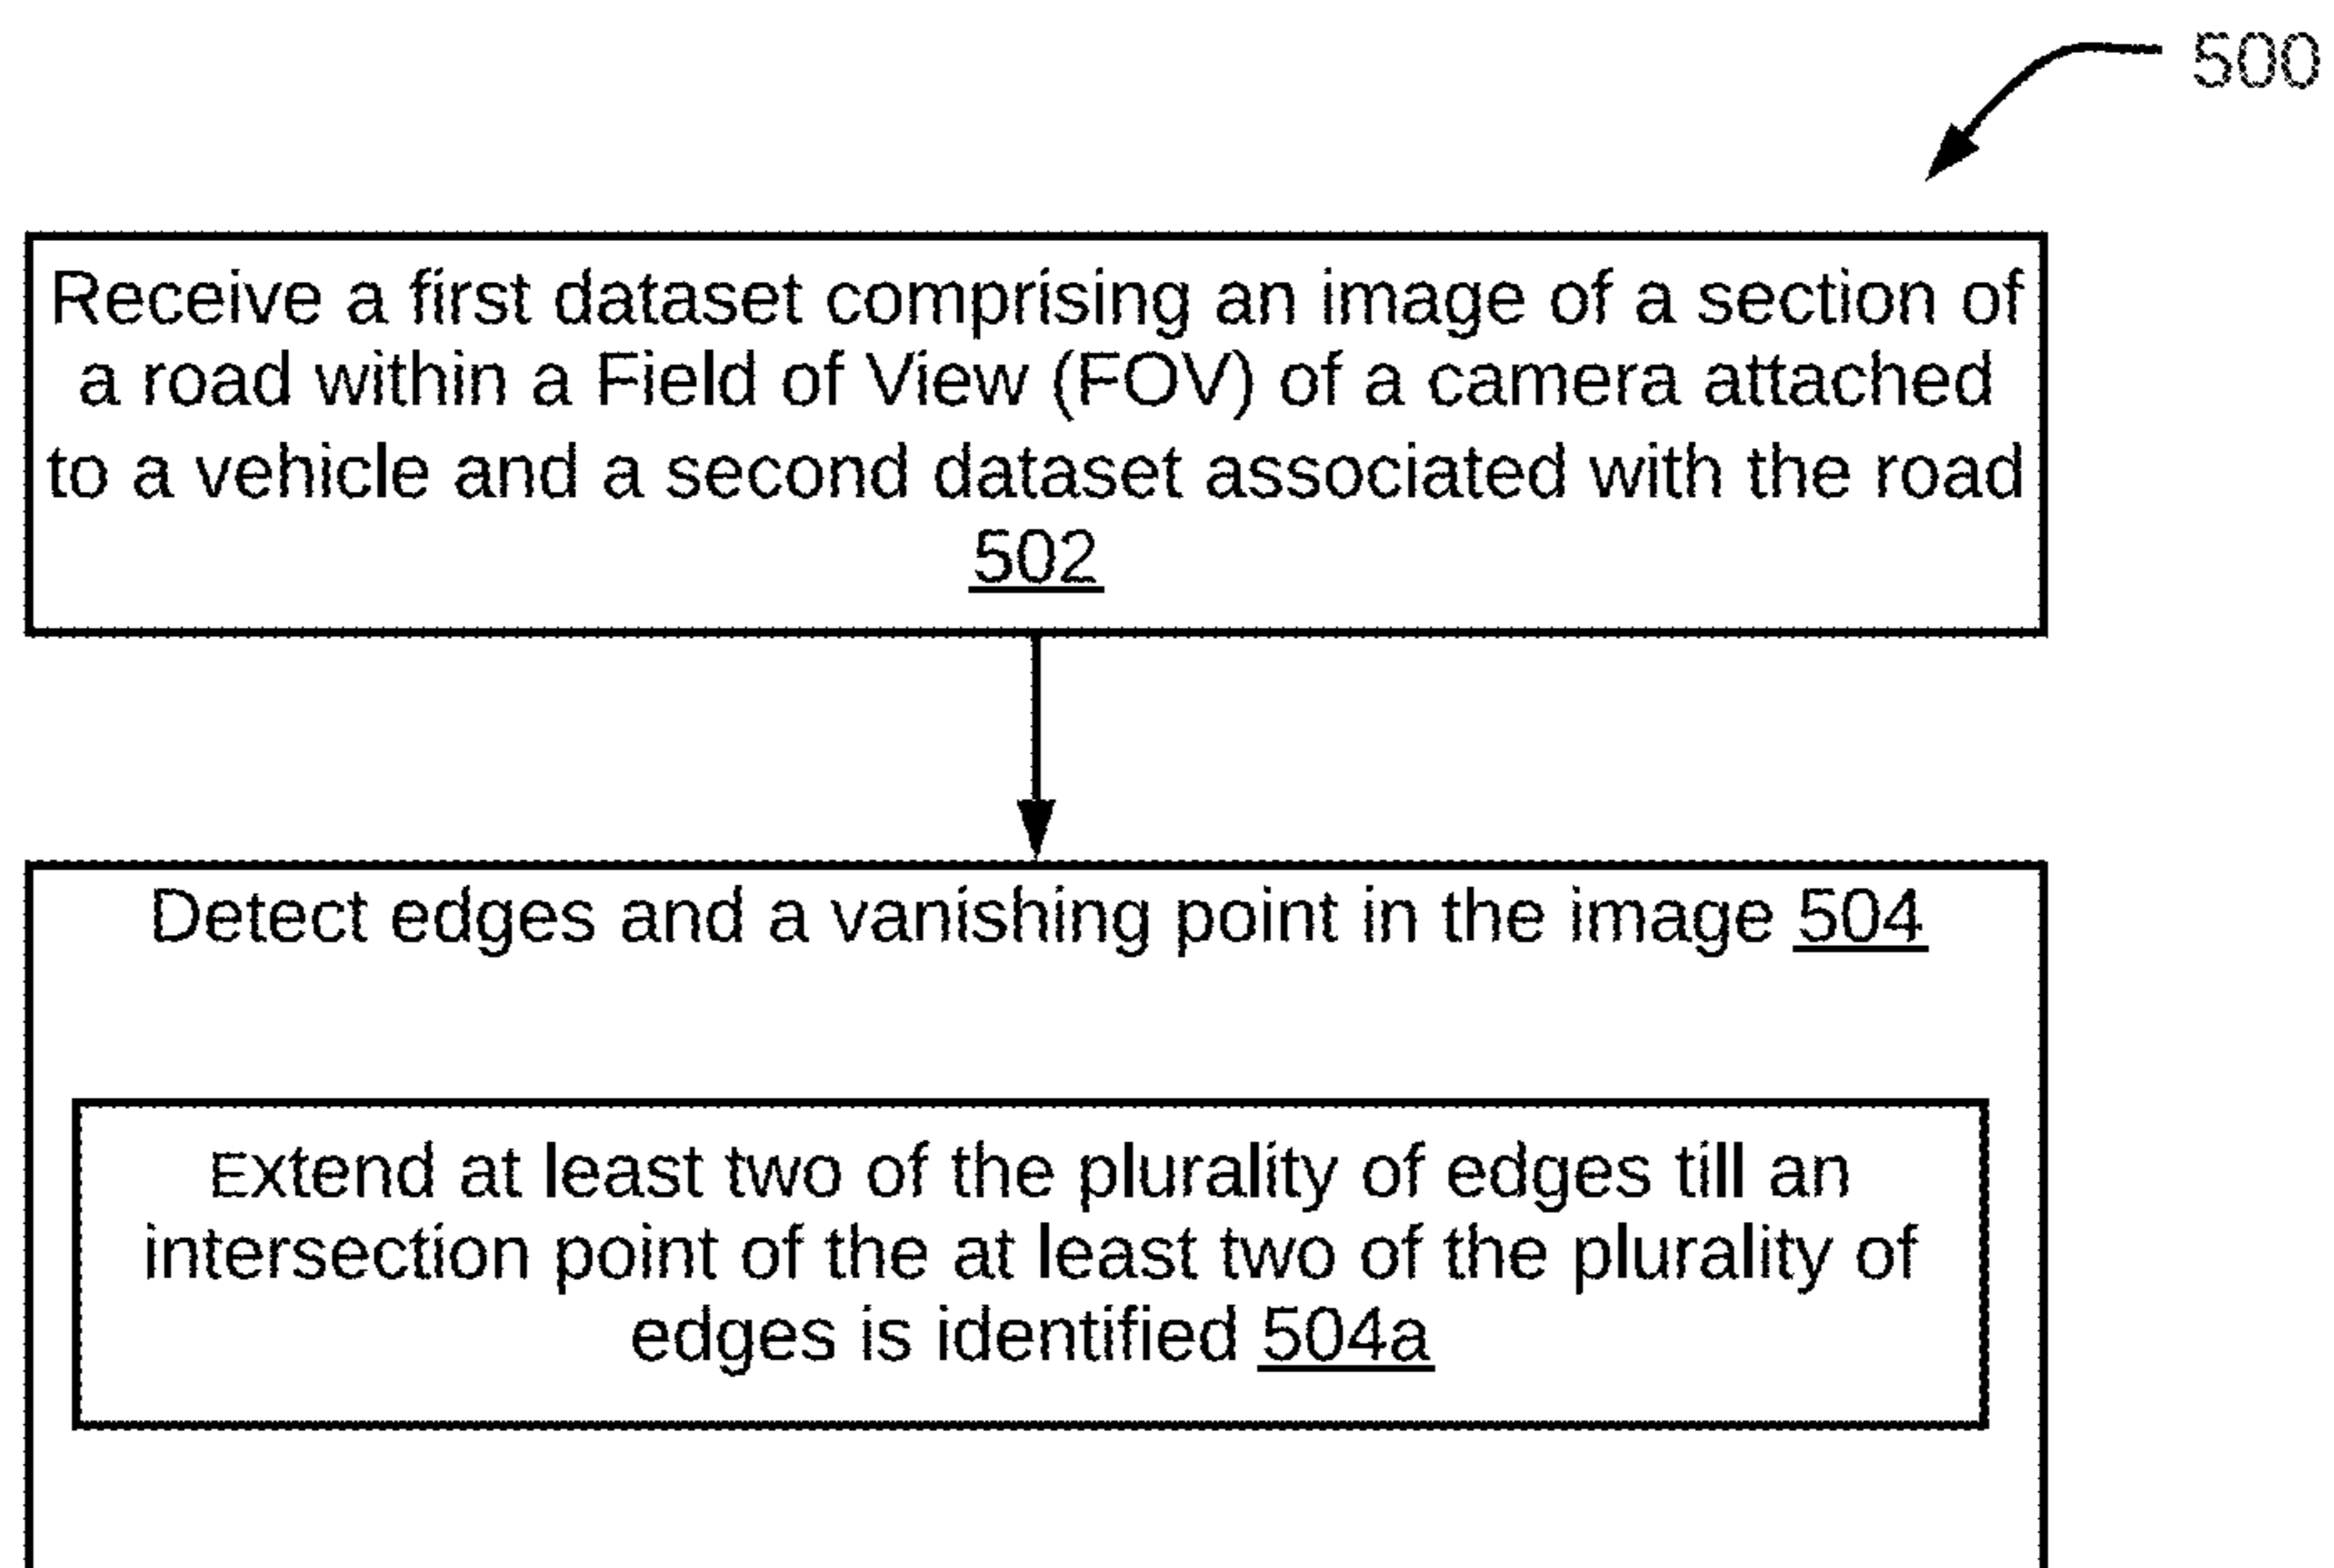 500
Receive a first dataset comprising an image of a section of
a road within a Field of View (FOV) of a camera attached
to a vehicle and a second dataset associated with the road
502
Detect edges and a vanishing point in the image 504
Extend at least two of the plurality of edges till an
intersection point of the at least two of the plurality of
edges is identified 504a